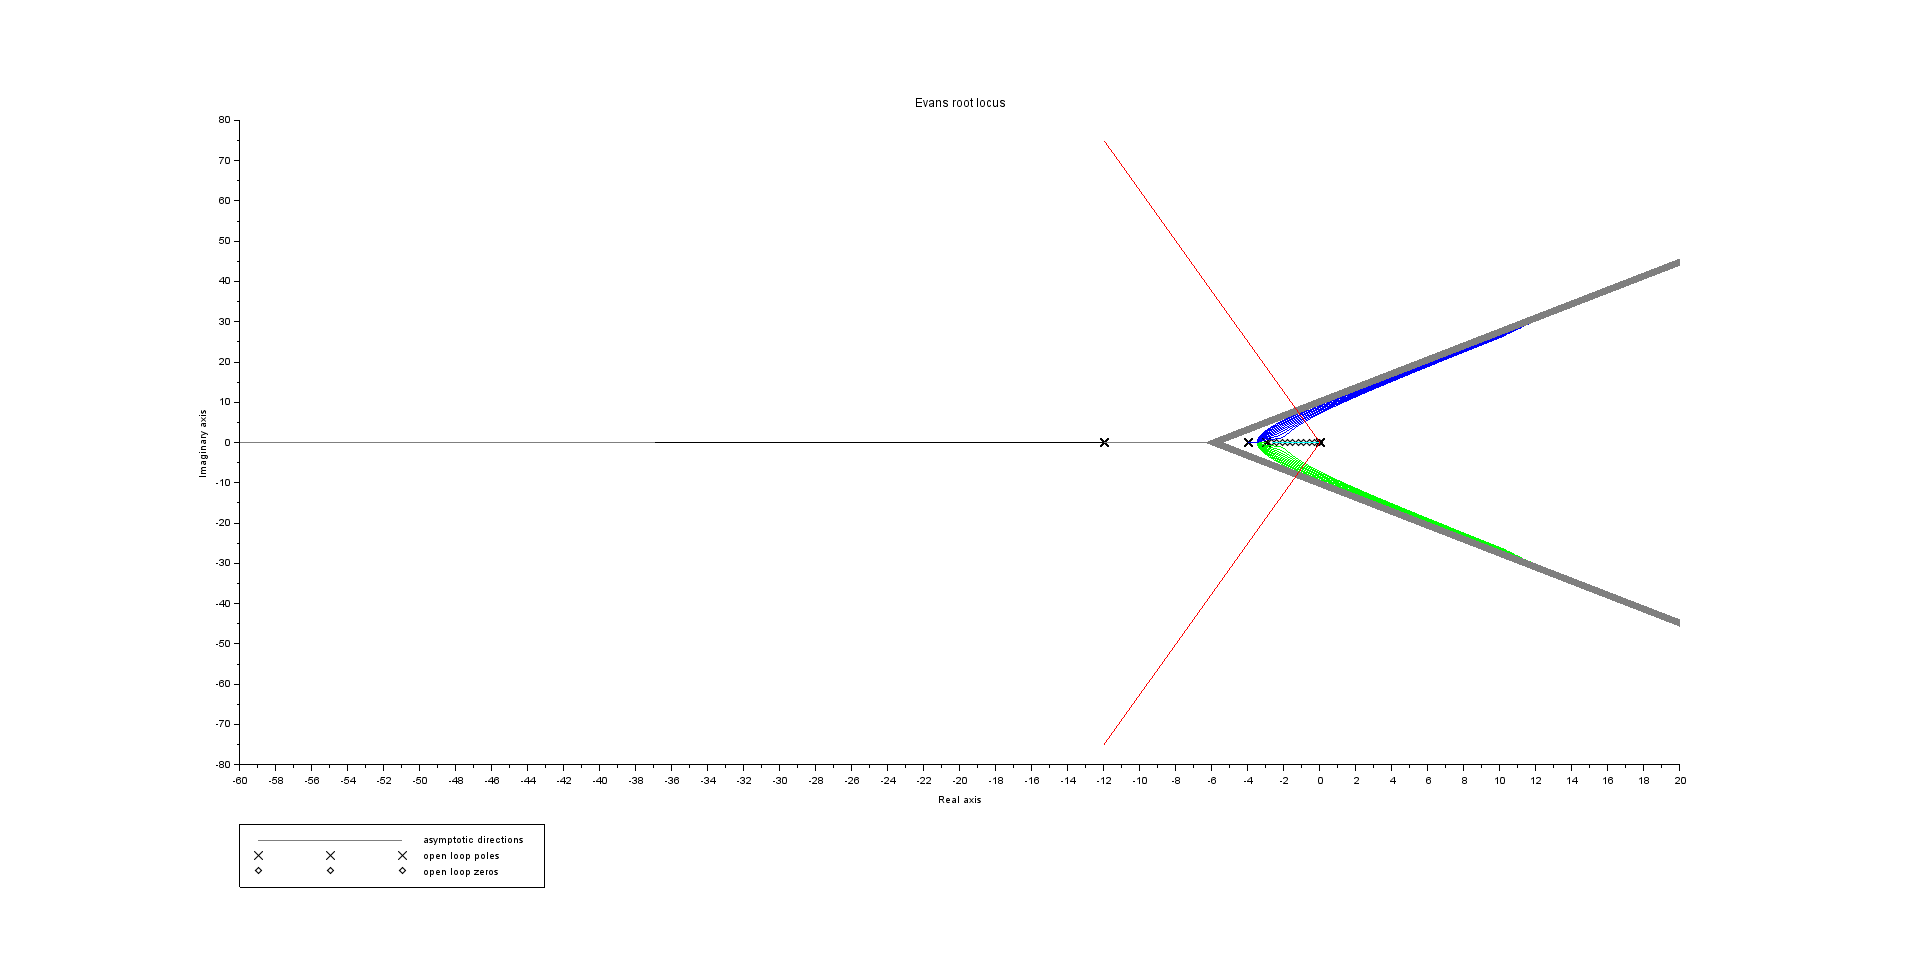 Evans root locus
80
70
60
50
40
30
20
10
0
-10
-20
-30
-40
-50
-60
-70
-80
Imaginary axis
-60 -58 -56 -54 -52 -50 -48 -46 -44 -42 -40 -38 -36 -34 -32 -30 -28 -26 -24 -22 -20 -18 -16 -14 -12 -10 -8 -6 -4 -2 0 2 4 6 8 10 12 14 16 18 20
Real axis
asymptotic directions
open loop poles
open loop zeros